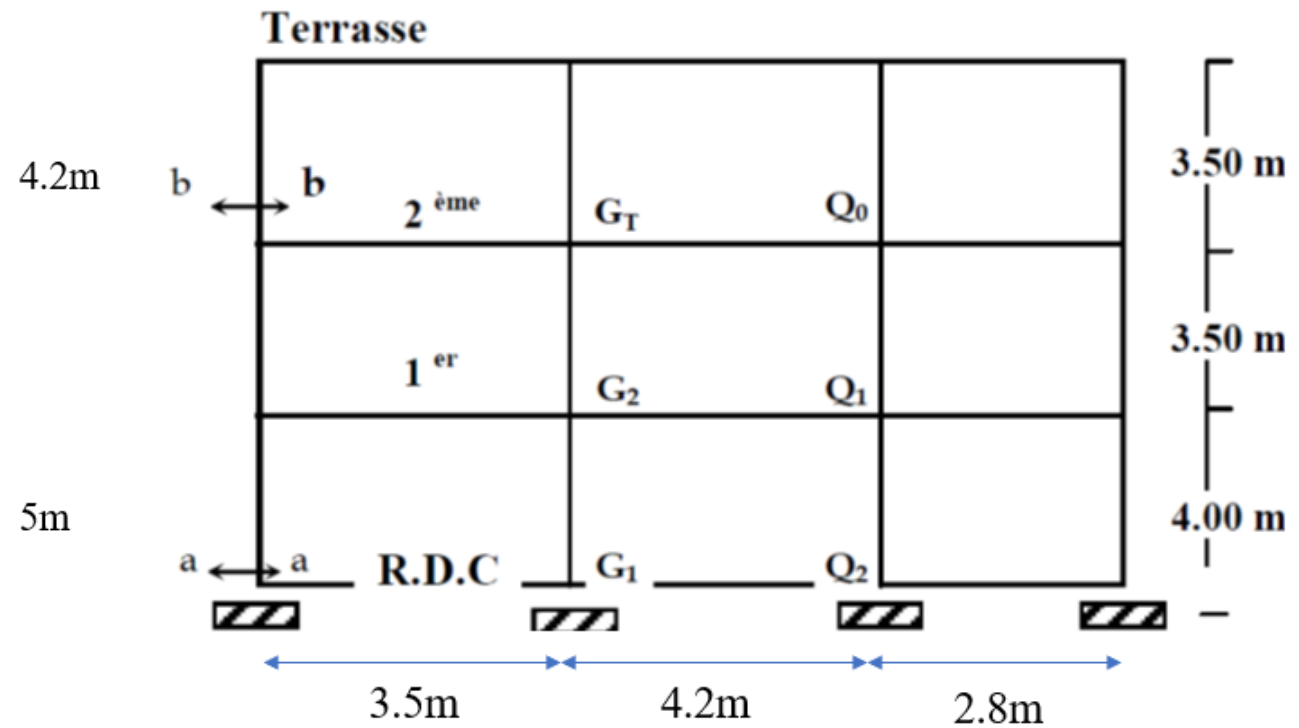 Terrasse
4.2m
b
b
2 ème
G_T
Q_0
3.50 m
1 er
G_2
Q_1
3.50 m
5m
a
a
R.D.C
G_1
Q_2
4.00 m
3.5m
4.2m
2.8m